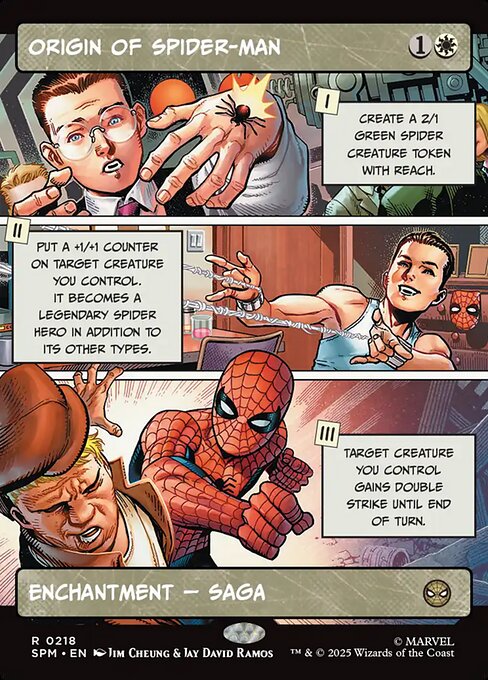 ORIGIN OF SPIDER-MAN
1
I
CREATE A 2/1
GREEN SPIDER
CREATURE TOKEN
WITH REACH.
II
PUT A +1/+1 COUNTER
ON TARGET CREATURE
YOU CONTROL.
IT BECOMES A
LEGENDARY SPIDER
HERO IN ADDITION TO
ITS OTHER TYPES.
III
TARGET CREATURE
YOU CONTROL
GAINS DOUBLE
STRIKE UNTIL END
OF TURN.
ENCHANTMENT — SAGA
R 0218
SPM • EN JIM CHEUNG & JAY DAVID RAMOS
© MARVEL
™ & © 2025 Wizards of the Coast